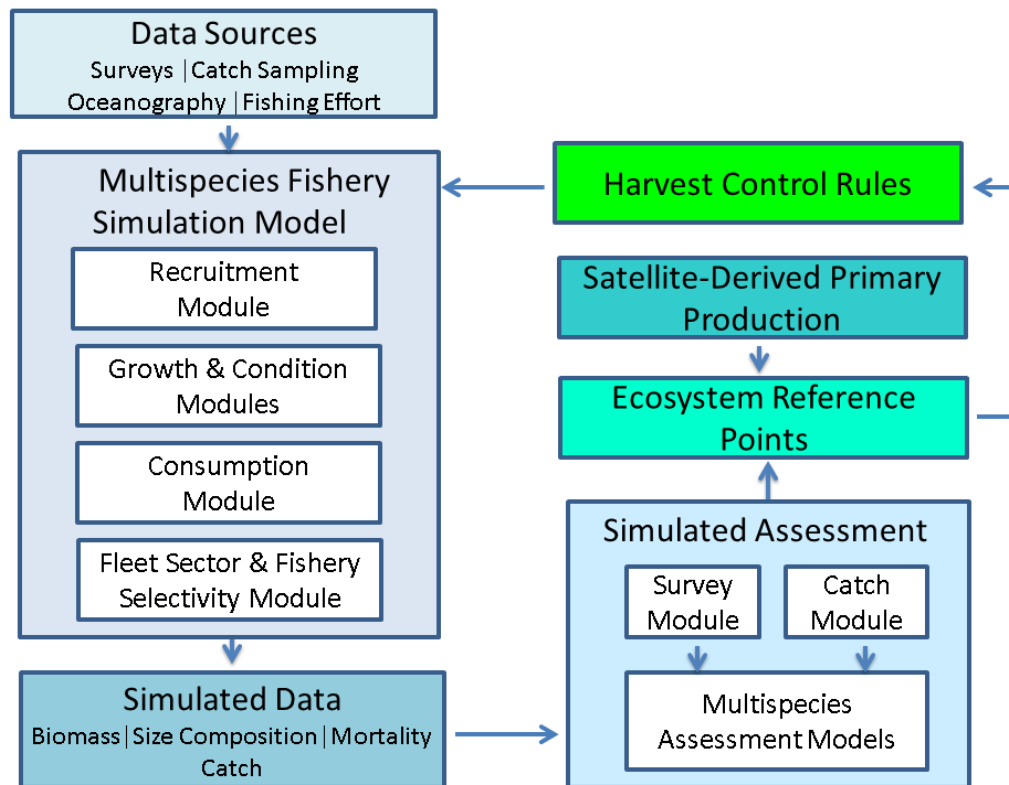 Data Sources
Surveys |Catch Sampling
Oceanography |Fishing Effort
Multispecies Fishery
Simulation Model
Recruitment
Module
Growth & Condition
Modules
Consumption
Module
Fleet Sector & Fishery
Selectivity Module
Simulated Data
Biomass|Size Composition|Mortality
Catch
Harvest Control Rules
Satellite-Derived Primary
Production
Ecosystem Reference
Points
Simulated Assessment
Survey
Module
Catch
Module
Multispecies
Assessment Models